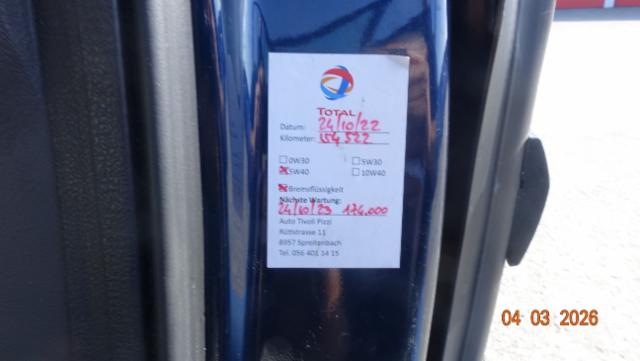 TOTAL
Datum: 24/10/22
Kilometer: 154 522
0W30 5W30
5W40 10W40
Bremsflüssigkeit
Nächste Wartung:
24/10/23 174.000
Auto Tivoli Pizzi
Rütistrasse 11
8957 Spreitenbach
Tel. 056 401 14 15
04 03 2026